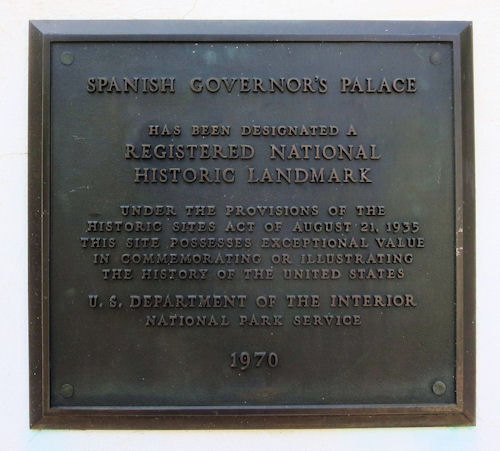 SPANISH GOVERNOR'S PALACE
HAS BEEN DESIGNATED A
REGISTERED NATIONAL
HISTORIC LANDMARK
UNDER THE PROVISIONS OF THE
HISTORIC SITES ACT OF AUGUST 21, 1935
THIS SITE POSSESSES EXCEPTIONAL VALUE
IN COMMEMORATING OR ILLUSTRATING
THE HISTORY OF THE UNITED STATES
U. S. DEPARTMENT OF THE INTERIOR
NATIONAL PARK SERVICE
1970